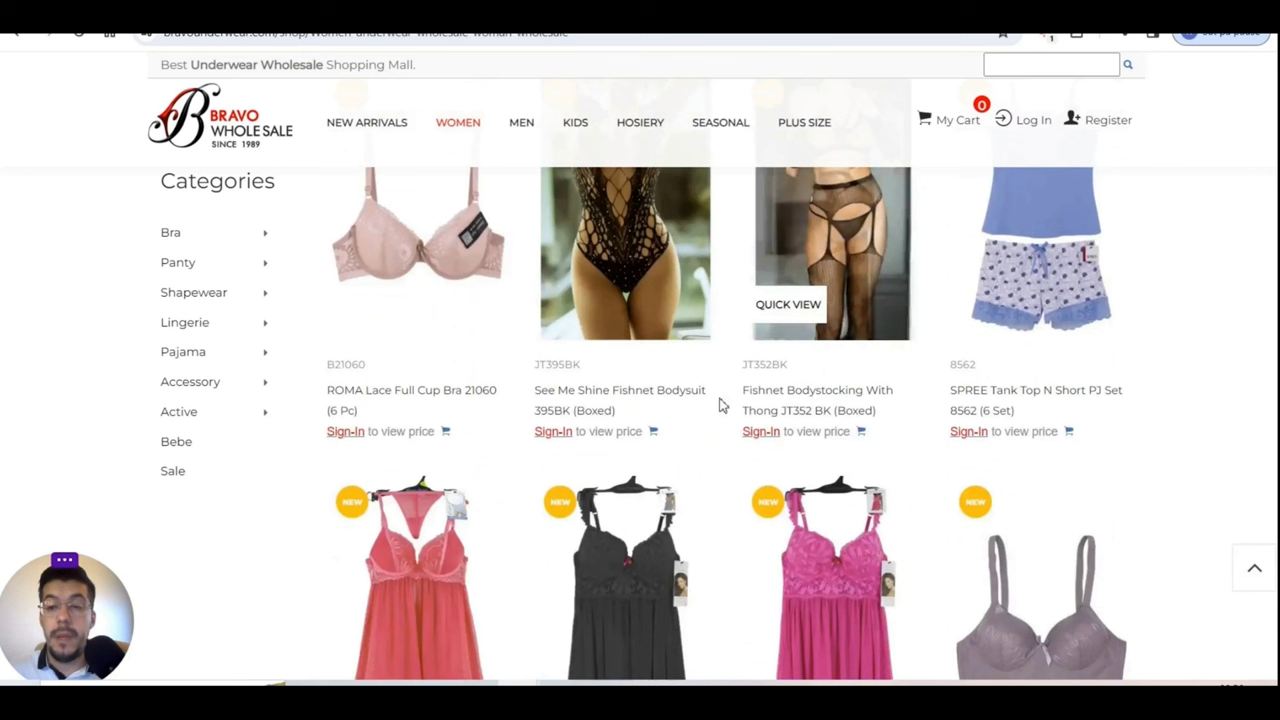 Best Underwear Wholesale Shopping Mall.
BRAVO
WHOLE SALE
SINCE 1989
NEW ARRIVALS
WOMEN
MEN
KIDS
HOSIERY
SEASONAL
PLUS SIZE
0
My Cart
Log In
Register
Categories
Bra
Panty
Shapewear
Lingerie
Pajama
Accessory
Active
Bebe
Sale
QUICK VIEW
B21060
ROMA Lace Full Cup Bra 21060
(6 Pc)
Sign-In to view price
JT395BK
See Me Shine Fishnet Bodysuit
395BK (Boxed)
Sign-In to view price
JT352BK
Fishnet Bodystocking With
Thong JT352 BK (Boxed)
Sign-In to view price
8562
SPREE Tank Top N Short PJ Set
8562 (6 Set)
Sign-In to view price
NEW
NEW
NEW
NEW